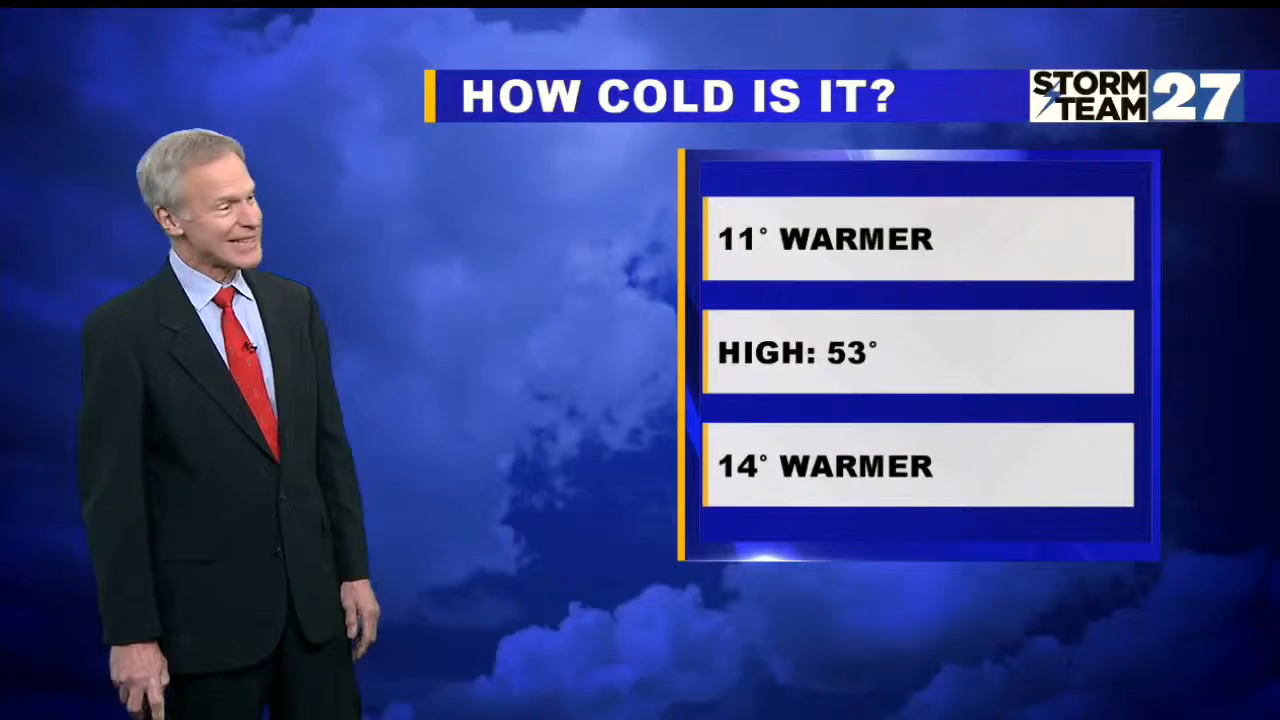 HOW COLD IS IT?
STORM
TEAM
27
11° WARMER
HIGH: 53°
14° WARMER